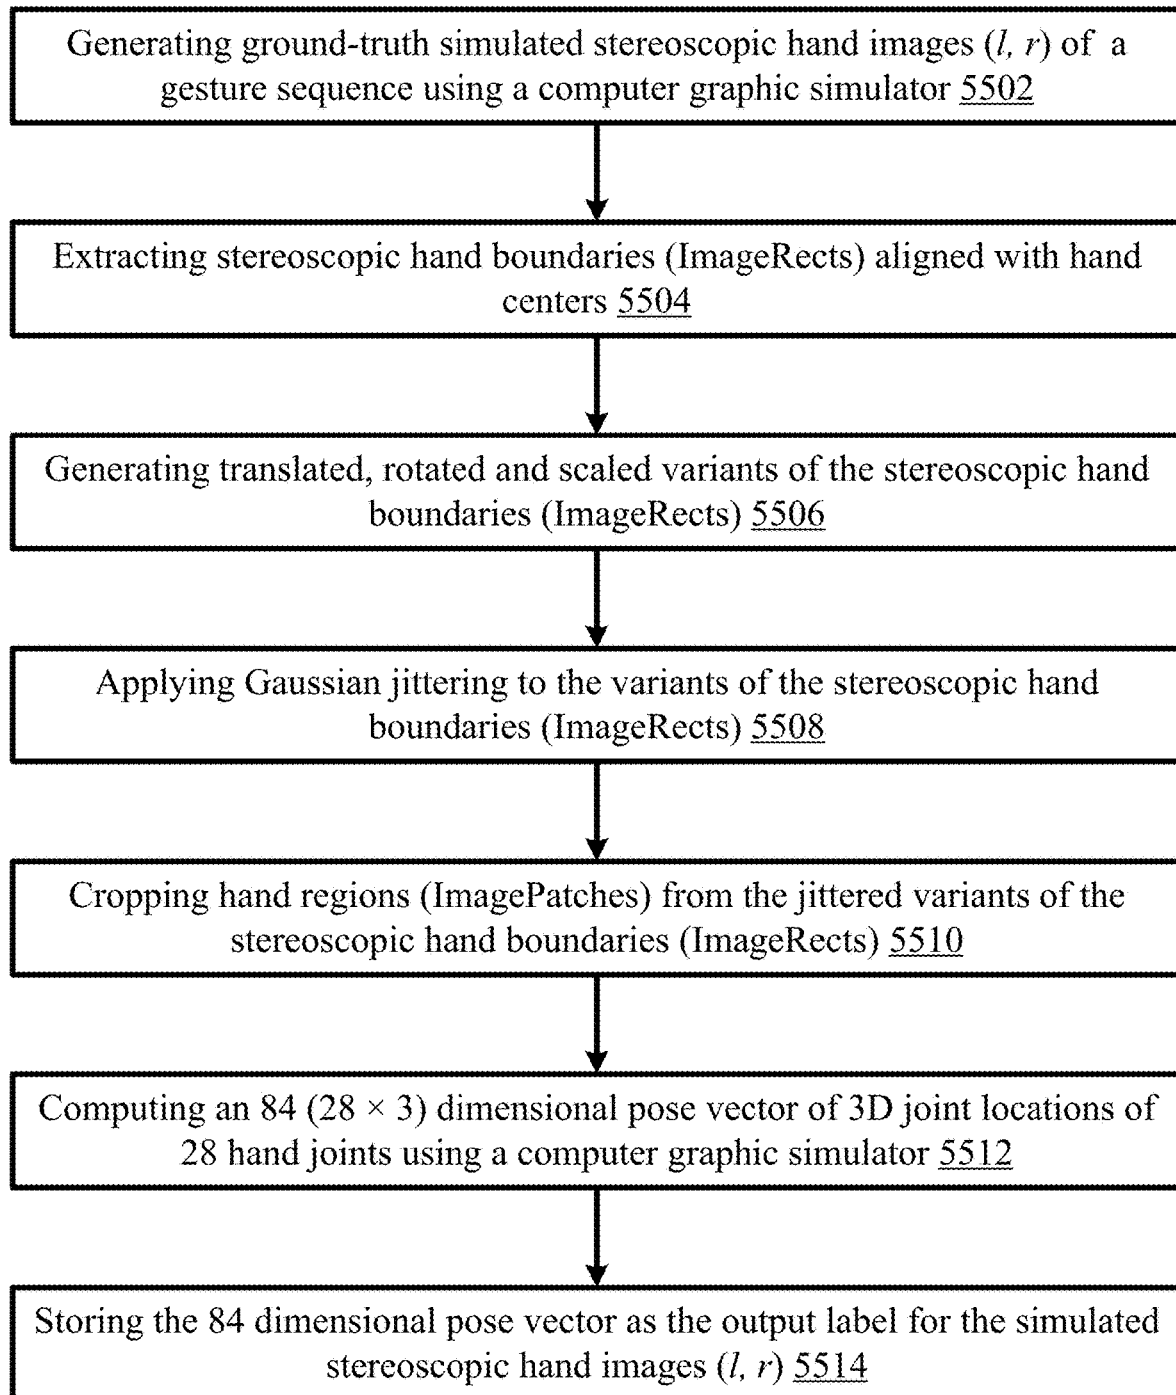 Generating ground-truth simulated stereoscopic hand images (l, r) of a
gesture sequence using a computer graphic simulator 5502
Extracting stereoscopic hand boundaries (ImageRects) aligned with hand
centers 5504
Generating translated, rotated and scaled variants of the stereoscopic hand
boundaries (ImageRects) 5506
Applying Gaussian jittering to the variants of the stereoscopic hand
boundaries (ImageRects) 5508
Cropping hand regions (ImagePatches) from the jittered variants of the
stereoscopic hand boundaries (ImageRects) 5510
Computing an 84 (28 × 3) dimensional pose vector of 3D joint locations of
28 hand joints using a computer graphic simulator 5512
Storing the 84 dimensional pose vector as the output label for the simulated
stereoscopic hand images (l, r) 5514